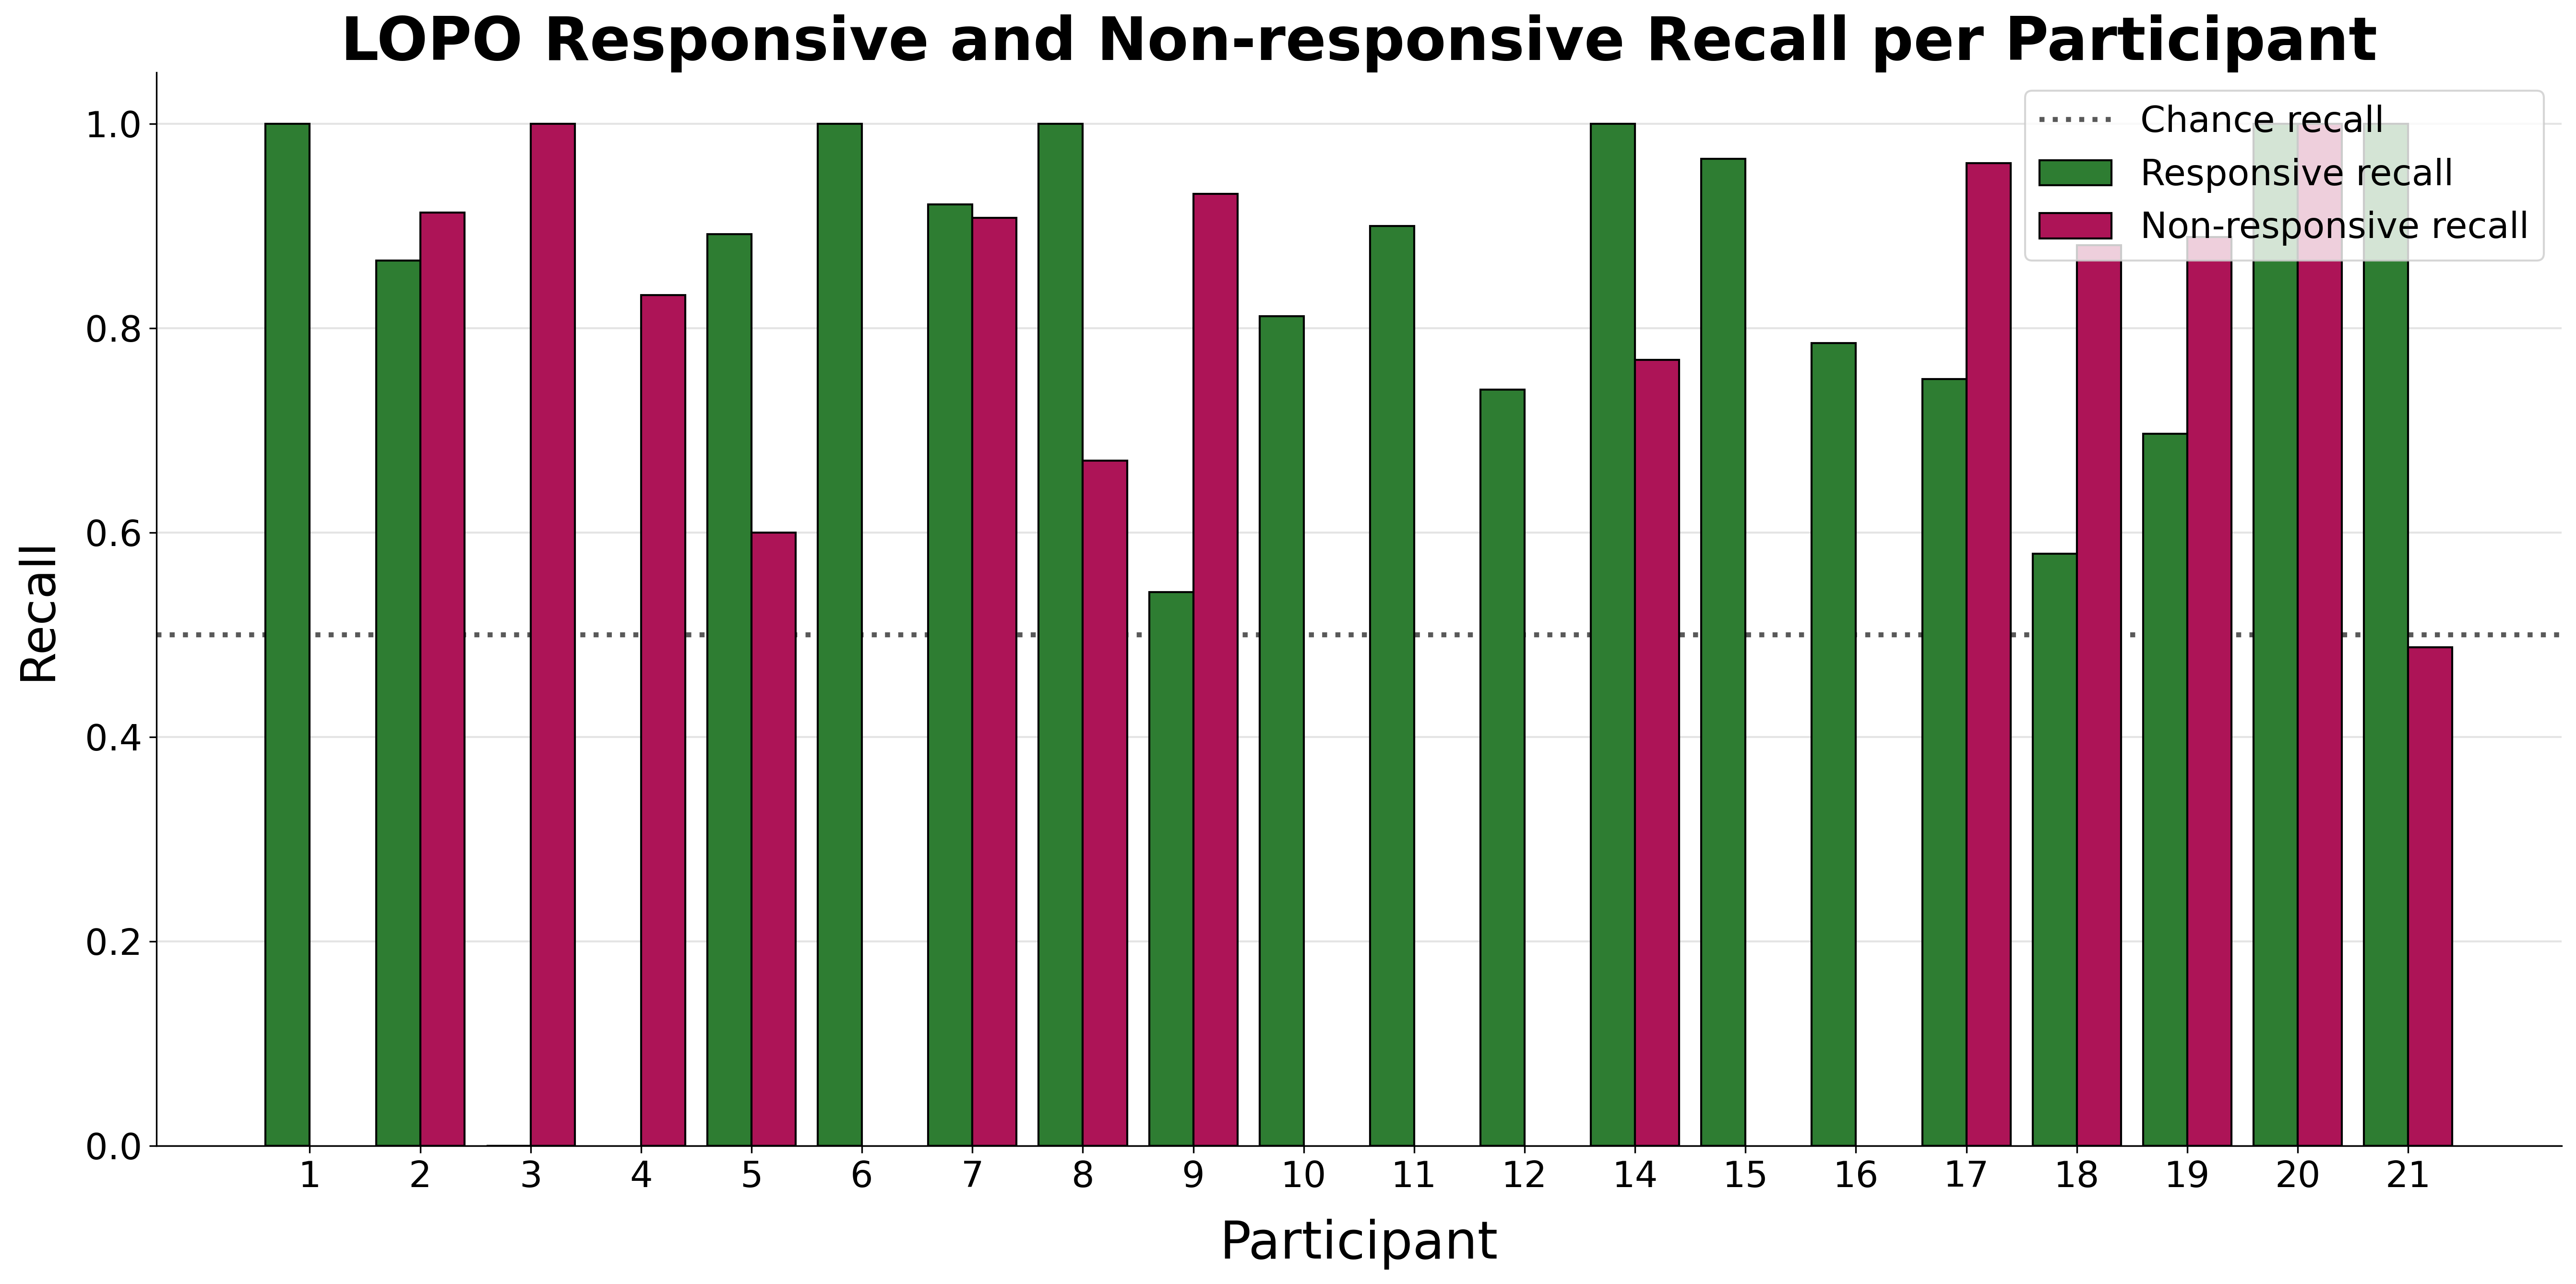 LOPO Responsive and Non-responsive Recall per Participant
Chance recall
Responsive recall
Non-responsive recall
Recall
1.0
0.8
0.6
0.4
0.2
0.0
1 2 3 4 5 6 7 8 9 10 11 12 14 15 16 17 18 19 20 21
Participant